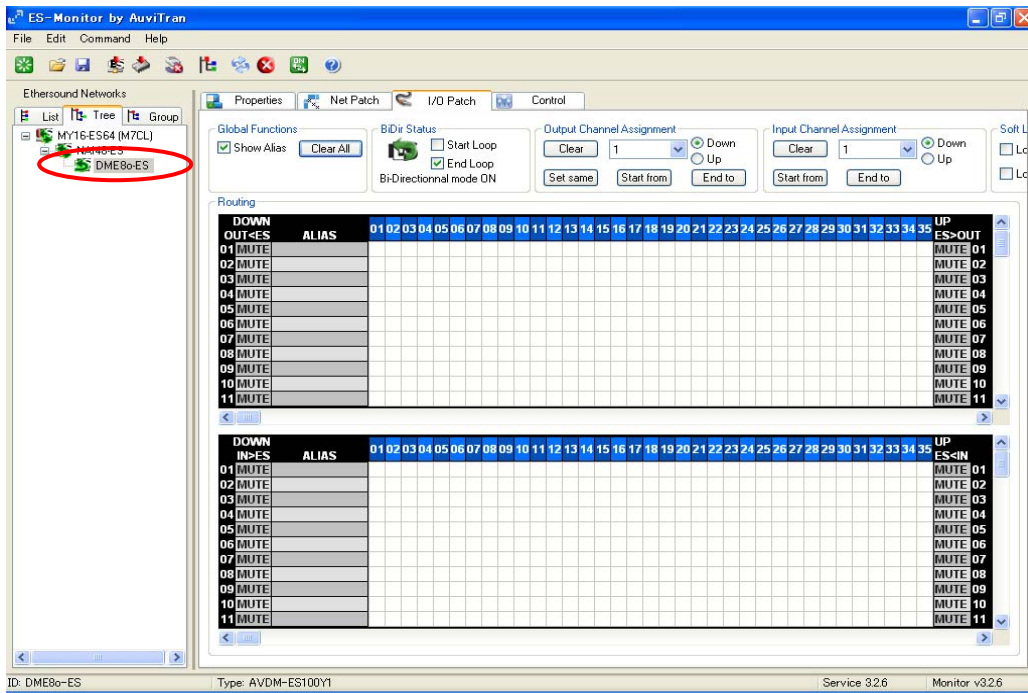 ES-Monitor by AuviTran
File Edit Command Help
Ethersound Networks
List Tree Group
MY16-ES64 (M7CL)
NAI48-ES
DME8o-ES
Properties Net Patch I/O Patch Control
Global Functions
Show Alias Clear All
BiDir Status
Start Loop
End Loop
Bi-Directionnal mode ON
Output Channel Assignment
Clear 1 Down
Up
Set same Start from End to
Input Channel Assignment
Clear 1 Down
Up
Start from End to
Soft L
Lo
Lo
Routing
DOWN UP
OUT<ES ALIAS 01 02 03 04 05 06 07 08 09 10 11 12 13 14 15 16 17 18 19 20 21 22 23 24 25 26 27 28 29 30 31 32 33 34 35 ES>OUT
01 MUTE MUTE 01
02 MUTE MUTE 02
03 MUTE MUTE 03
04 MUTE MUTE 04
05 MUTE MUTE 05
06 MUTE MUTE 06
07 MUTE MUTE 07
08 MUTE MUTE 08
09 MUTE MUTE 09
10 MUTE MUTE 10
11 MUTE MUTE 11
DOWN UP
IN>ES ALIAS 01 02 03 04 05 06 07 08 09 10 11 12 13 14 15 16 17 18 19 20 21 22 23 24 25 26 27 28 29 30 31 32 33 34 35 ES<IN
01 MUTE MUTE 01
02 MUTE MUTE 02
03 MUTE MUTE 03
04 MUTE MUTE 04
05 MUTE MUTE 05
06 MUTE MUTE 06
07 MUTE MUTE 07
08 MUTE MUTE 08
09 MUTE MUTE 09
10 MUTE MUTE 10
11 MUTE MUTE 11
ID: DME8o-ES Type: AVDM-ES100Y1 Service 3.2.6 Monitor v3.2.6